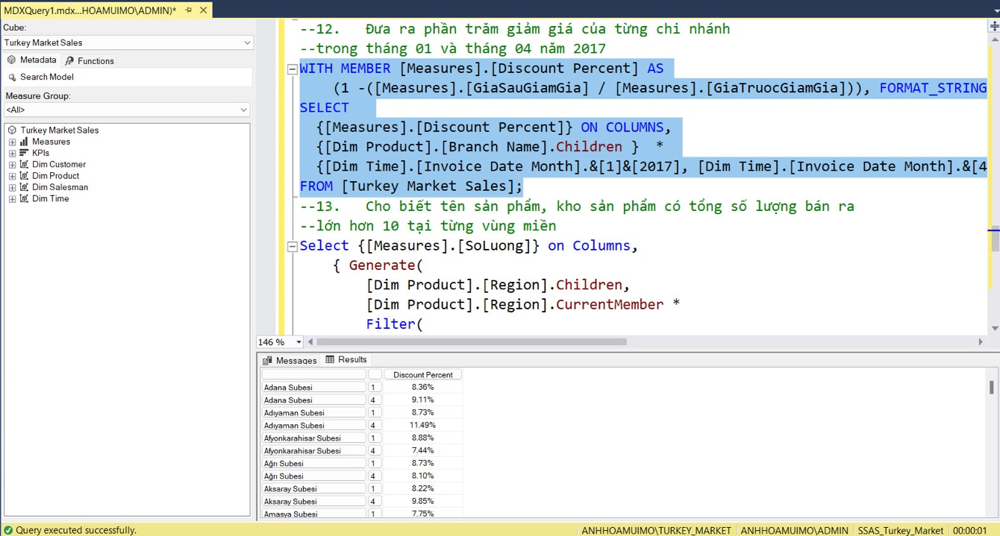 MDXQuery1.mdx...HOAMUIMO\ADMIN)*
Cube:
Turkey Market Sales
Metadata
Functions
Search Model
Measure Group:
<All>
Turkey Market Sales
Measures
KPIs
Dim Customer
Dim Product
Dim Salesman
Dim Time
--12.   Đưa ra phần trăm giảm giá của từng chi nhánh
--trong tháng 01 và tháng 04 năm 2017
WITH MEMBER [Measures].[Discount Percent] AS
(1 -([Measures].[GiaSauGiamGia] / [Measures].[GiaTruocGiamGia])), FORMAT_STRING
SELECT
{[Measures].[Discount Percent]} ON COLUMNS,
{[Dim Product].[Branch Name].Children }  *
{[Dim Time].[Invoice Date Month].&[1]&[2017], [Dim Time].[Invoice Date Month].&[4
FROM [Turkey Market Sales];
--13.   Cho biết tên sản phẩm, kho sản phẩm có tổng số lượng bán ra
--lớn hơn 10 tại từng vùng miền
Select {[Measures].[SoLuong]} on Columns,
{ Generate(
[Dim Product].[Region].Children,
[Dim Product].[Region].CurrentMember *
Filter(
146 %
Messages
Results
Discount Percent
Adana Subesi 1 8.36%
Adana Subesi 4 9.11%
Adıyaman Subesi 1 8.73%
Adıyaman Subesi 4 11.49%
Afyonkarahisar Subesi 1 8.88%
Afyonkarahisar Subesi 4 7.44%
Ağrı Subesi 1 8.73%
Ağrı Subesi 4 8.10%
Aksaray Subesi 1 8.22%
Aksaray Subesi 4 9.85%
Amasya Subesi 1 7.75%
Query executed successfully.
ANHHOAMUIMO\TURKEY_MARKET
ANHHOAMUIMO\ADMIN
SSAS_Turkey_Market
00:00:01